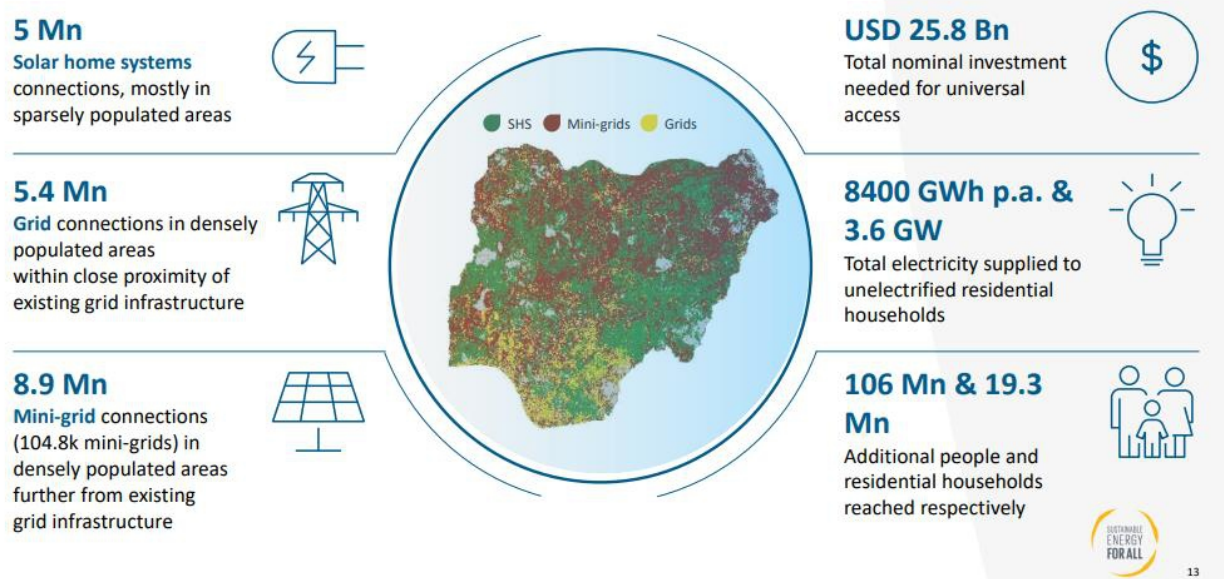 5 Mn
Solar home systems
connections, mostly in
sparsely populated areas
5.4 Mn
Grid connections in densely
populated areas
within close proximity of
existing grid infrastructure
8.9 Mn
Mini-grid connections
(104.8k mini-grids) in
densely populated areas
further from existing
grid infrastructure
SHS Mini-grids Grids
USD 25.8 Bn
Total nominal investment
needed for universal
access
$
8400 GWh p.a. &
3.6 GW
Total electricity supplied to
unelectrified residential
households
106 Mn & 19.3
Mn
Additional people and
residential households
reached respectively
SUSTAINABLE
ENERGY
FOR ALL
13